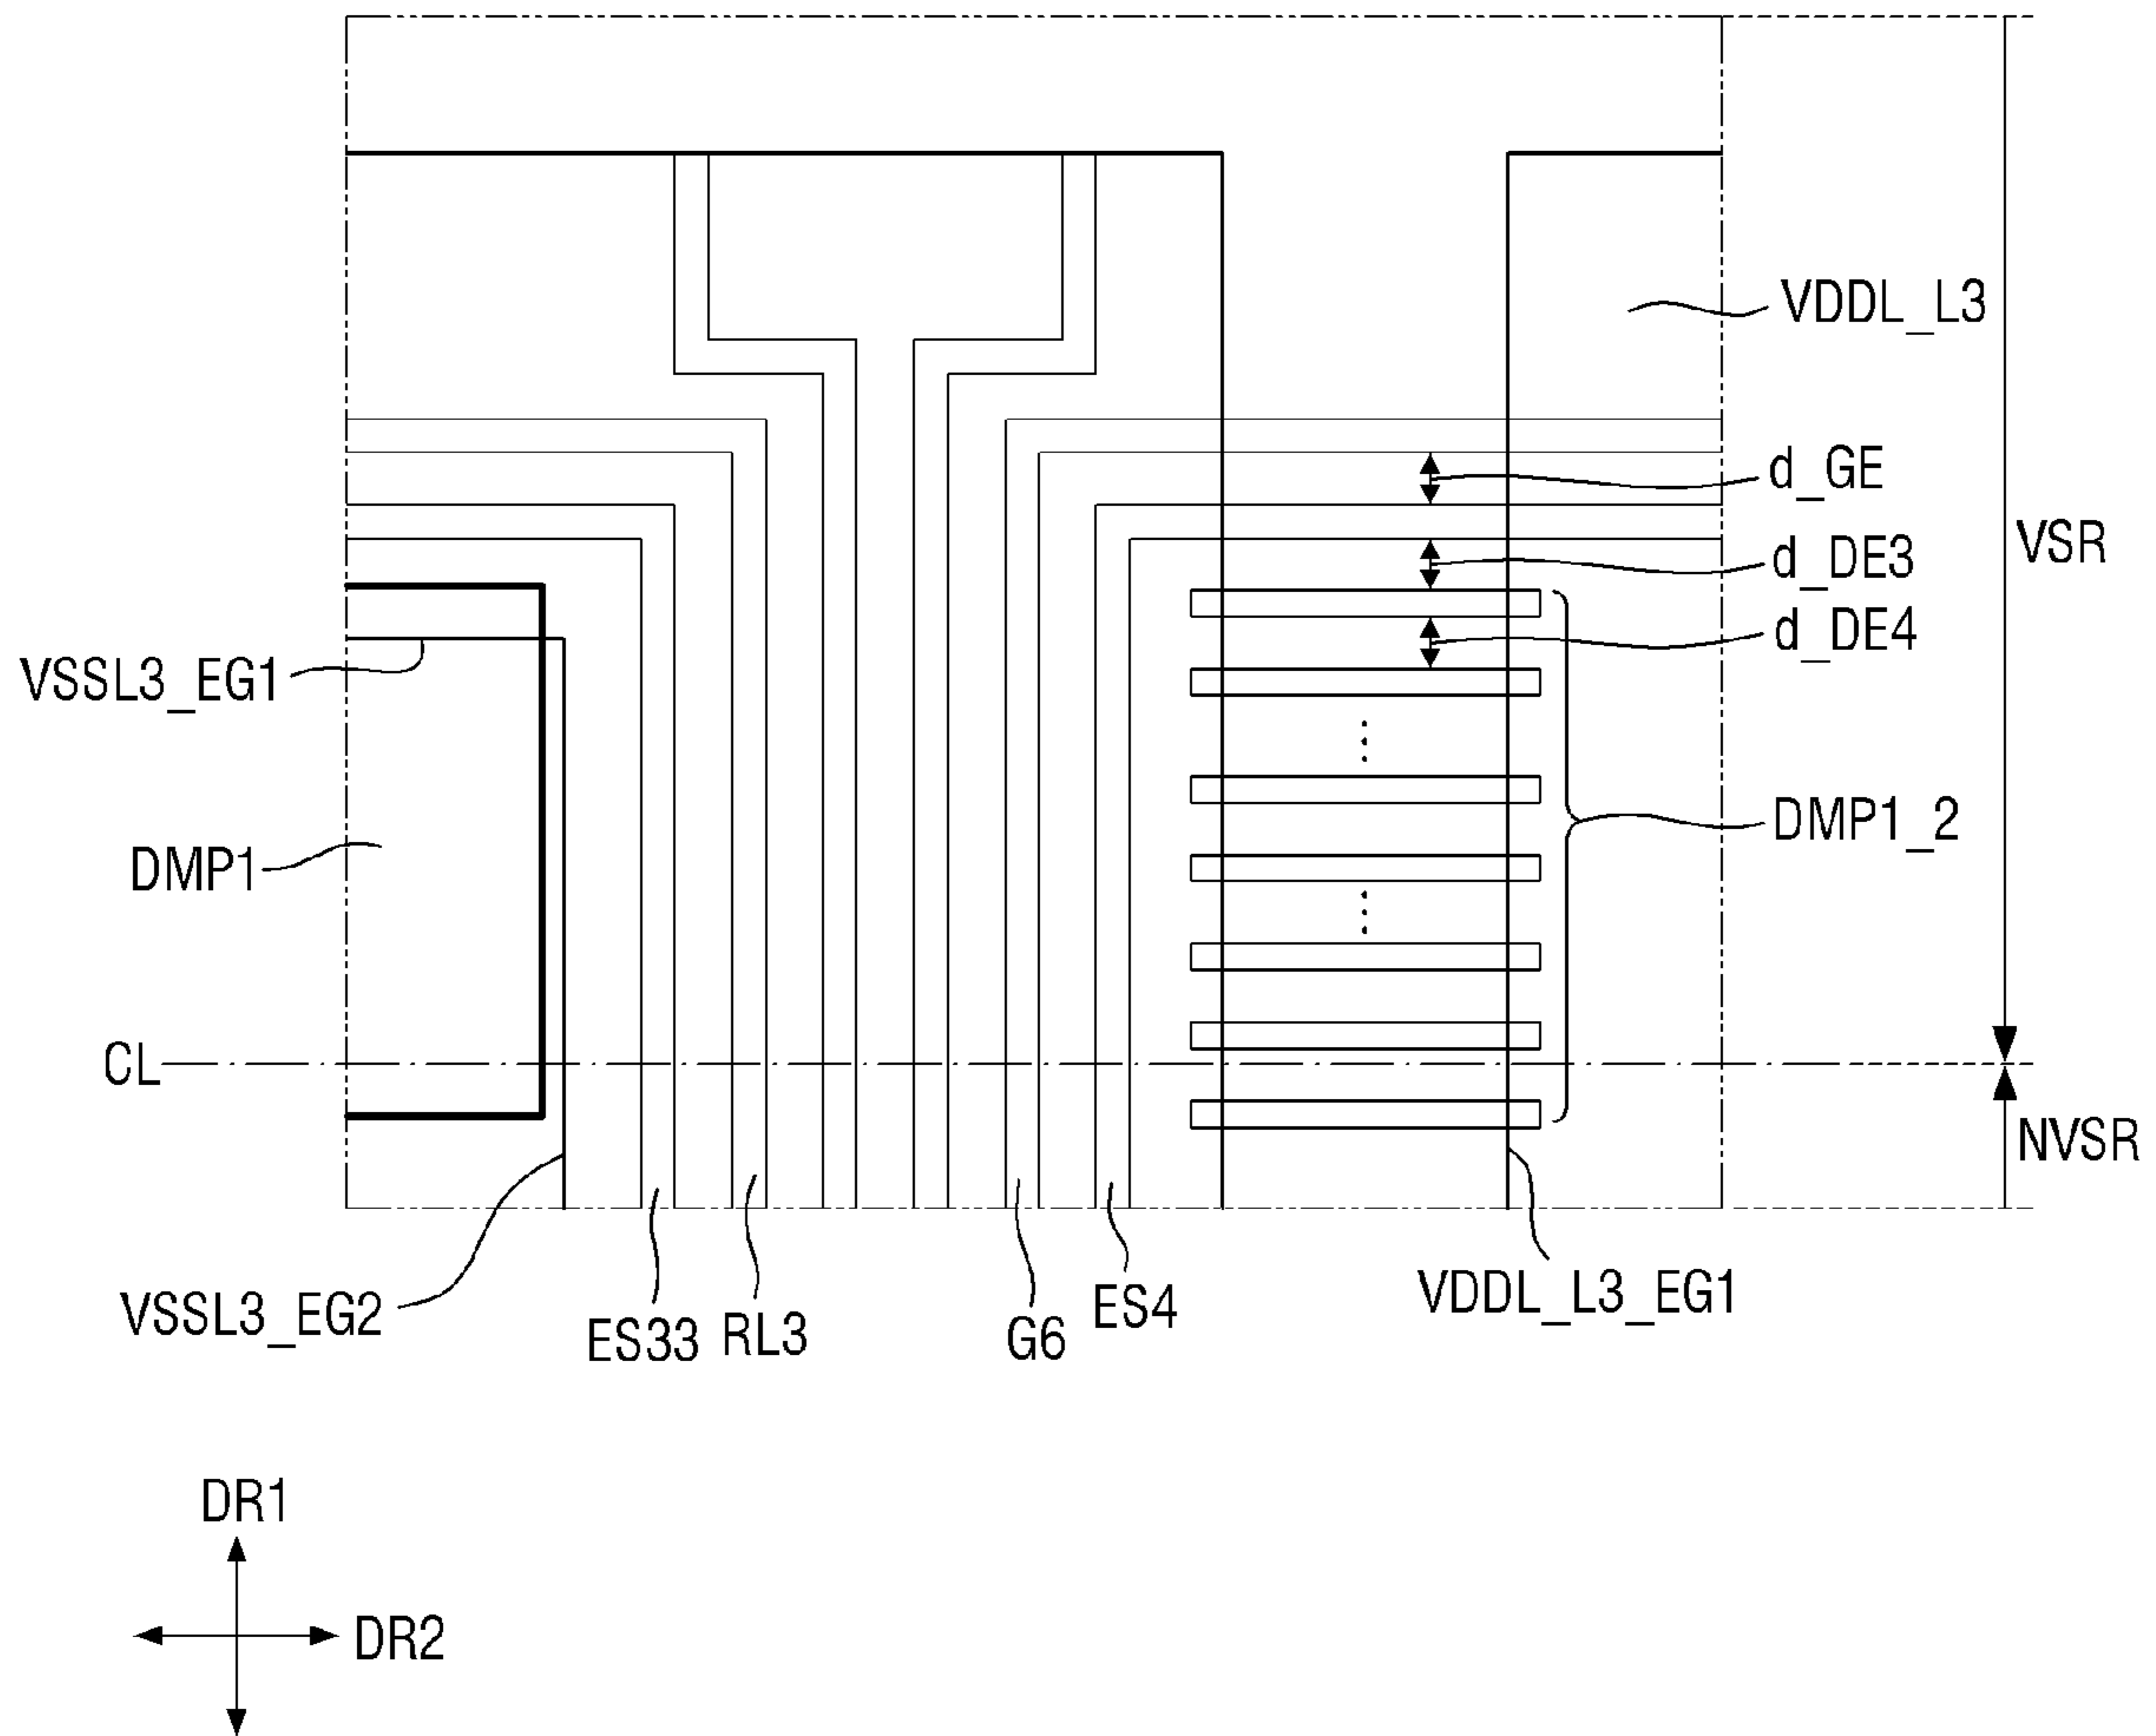 VDDL_L3
d_GE
VSR
d_DE3
d_DE4
VSSL3_EG1
DMP1_2
DMP1
CL
NVSR
VSSL3_EG2
ES33
RL3
G6
ES4
VDDL_L3_EG1
DR1
DR2